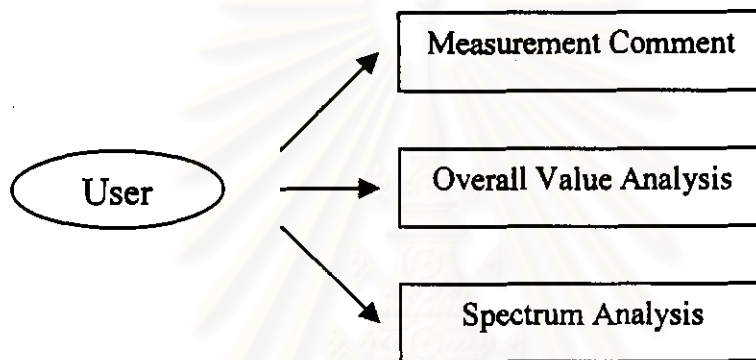 Measurement Comment
User
Overall Value Analysis
Spectrum Analysis